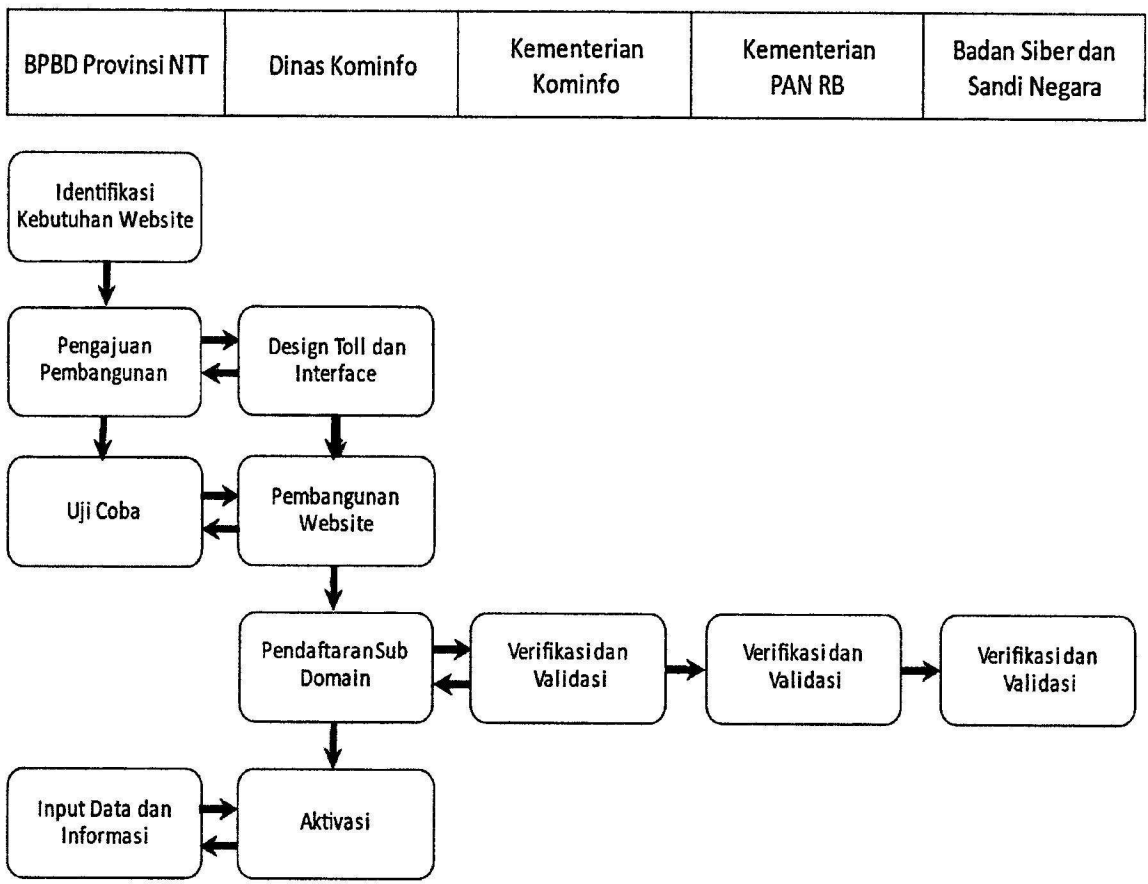 BPBD Provinsi NTT
Dinas Kominfo
Kementerian
Kominfo
Kementerian
PAN RB
Badan Siber dan
Sandi Negara
Identifikasi
Kebutuhan Website
Pengajuan
Pembangunan
Design Toll dan
Interface
Uji Coba
Pembangunan
Website
Pendaftaran Sub
Domain
Verifikasi dan
Validasi
Verifikasi dan
Validasi
Verifikasi dan
Validasi
Input Data dan
Informasi
Aktivasi